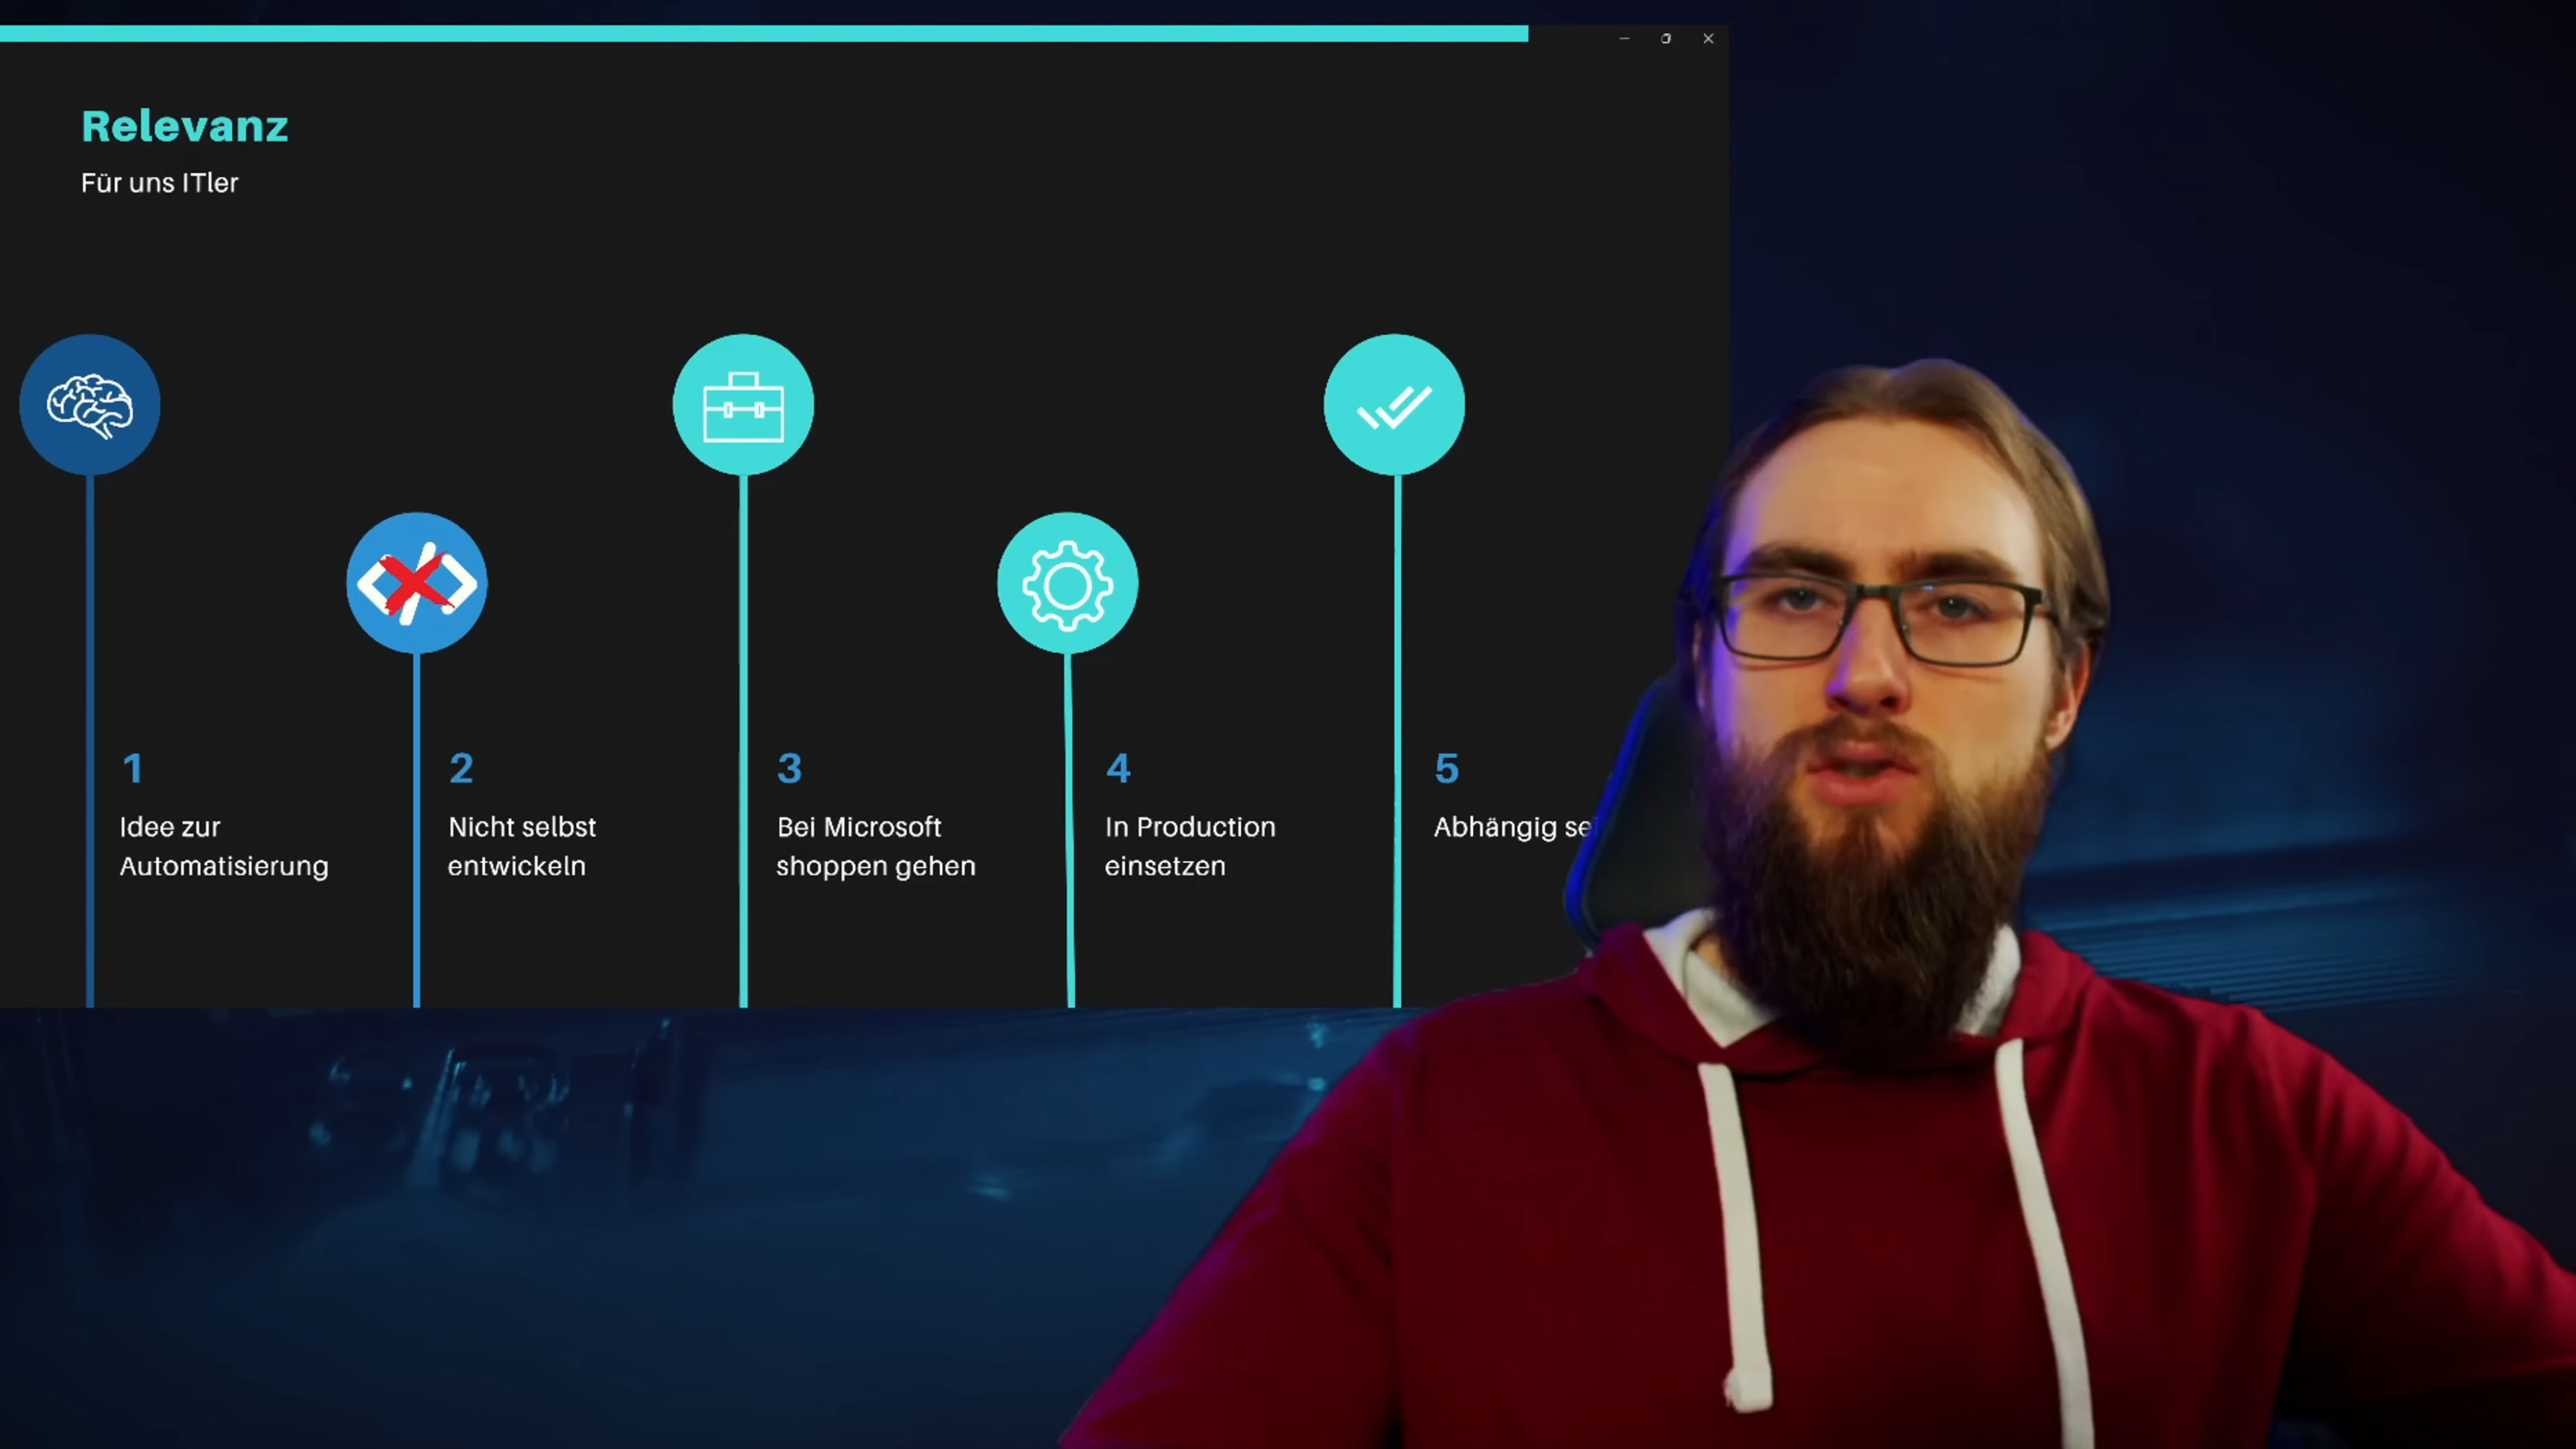 Relevanz
Für uns ITler
1
Idee zur
Automatisierung
2
Nicht selbst
entwickeln
3
Bei Microsoft
shoppen gehen
4
In Production
einsetzen
5
Abhängig